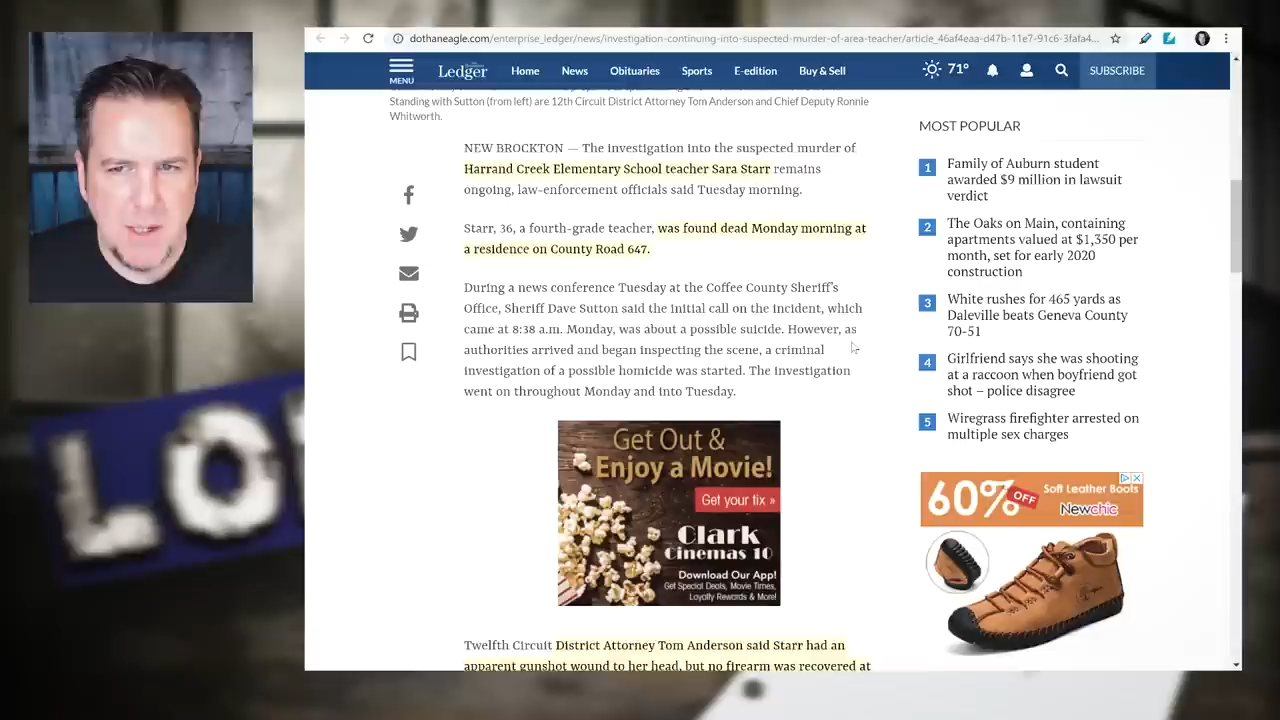 dothaneagle.com/enterprise_ledger/news/investigation-continuing-into-suspected-murder-of-area-teacher/article_46af4eaa-d47b-11e7-91c6-3fafa4...
MENU
Ledger
Home
News
Obituaries
Sports
E-edition
Buy & Sell
71°
SUBSCRIBE
Standing with Sutton (from left) are 12th Circuit District Attorney Tom Anderson and Chief Deputy Ronnie
Whitworth.
NEW BROCKTON — The investigation into the suspected murder of
Harrand Creek Elementary School teacher Sara Starr remains
ongoing, law-enforcement officials said Tuesday morning.
Starr, 36, a fourth-grade teacher, was found dead Monday morning at
a residence on County Road 647.
During a news conference Tuesday at the Coffee County Sheriff's
Office, Sheriff Dave Sutton said the initial call on the incident, which
came at 8:38 a.m. Monday, was about a possible suicide. However, as
authorities arrived and began inspecting the scene, a criminal
investigation of a possible homicide was started. The investigation
went on throughout Monday and into Tuesday.
Get Out &
Enjoy a Movie!
Get your fix »
Clark
Cinemas 10
Download Our App!
Get Special Deals, Movie Times,
Loyalty Rewards & More!
Twelfth Circuit District Attorney Tom Anderson said Starr had an
apparent gunshot wound to her head, but no firearm was recovered at
MOST POPULAR
1
Family of Auburn student
awarded $9 million in lawsuit
verdict
2
The Oaks on Main, containing
apartments valued at $1,350 per
month, set for early 2020
construction
3
White rushes for 465 yards as
Daleville beats Geneva County
70-51
4
Girlfriend says she was shooting
at a raccoon when boyfriend got
shot – police disagree
5
Wiregrass firefighter arrested on
multiple sex charges
60% OFF
Soft Leather Boots
Newchic
LO